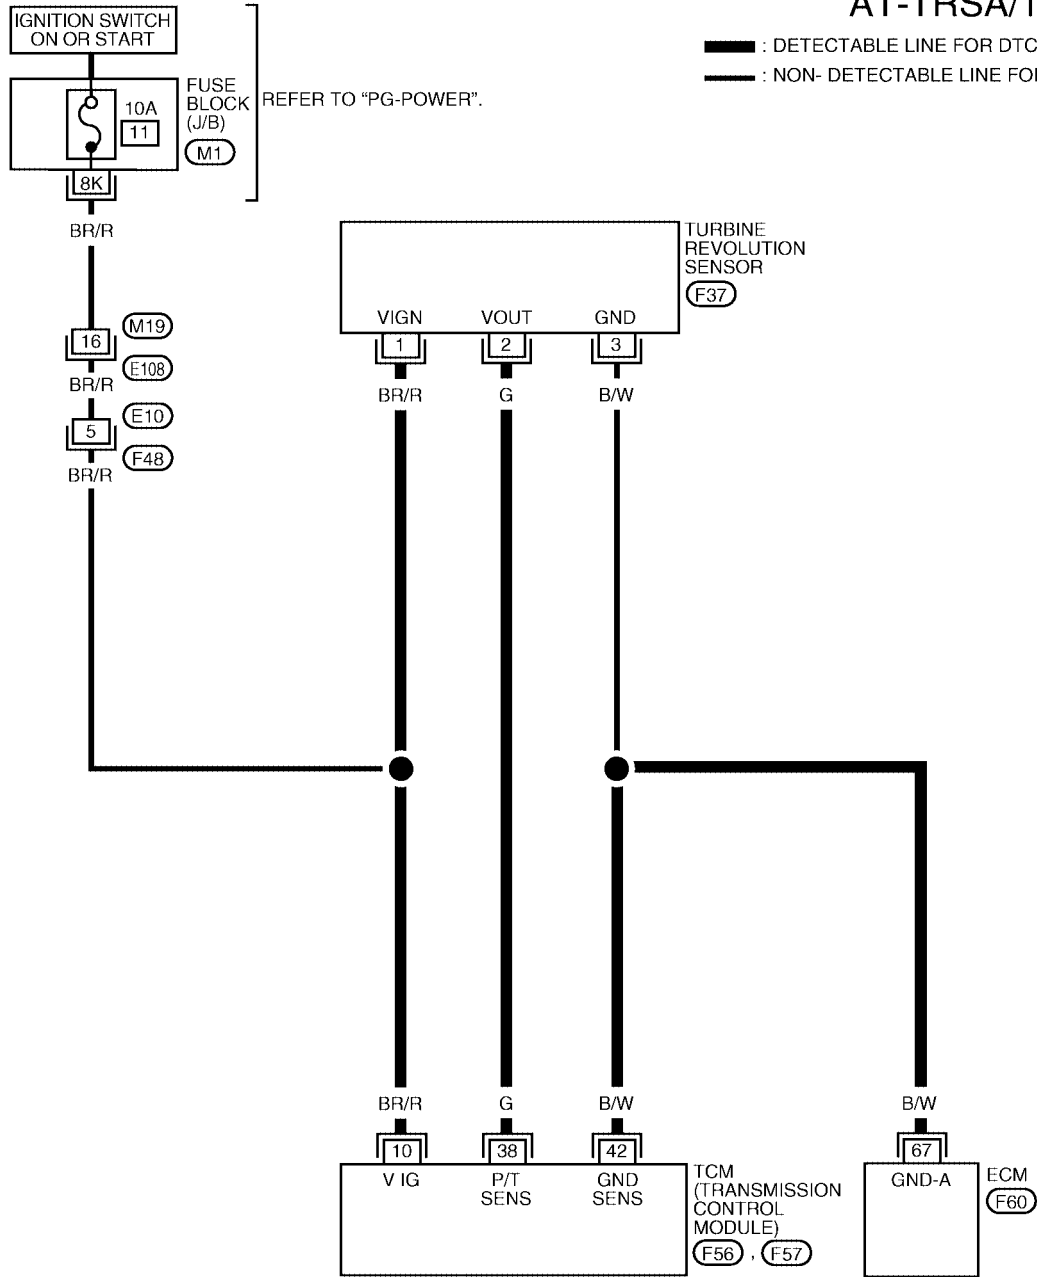 AT-TRSA/1
: DETECTABLE LINE FOR DTC
: NON- DETECTABLE LINE FOR
IGNITION SWITCH
ON OR START
FUSE
BLOCK
(J/B)
M1
REFER TO “PG-POWER”.
10A
11
8K
BR/R
16
M19
E108
BR/R
5
E10
F48
BR/R
TURBINE
REVOLUTION
SENSOR
F37
VIGN VOUT GND
1 2 3
BR/R G B/W
BR/R G B/W B/W
10 38 42 67
V IG
P/T
SENS
GND
SENS
TCM
(TRANSMISSION
CONTROL
MODULE)
F56 , F57
GND-A
ECM
F60